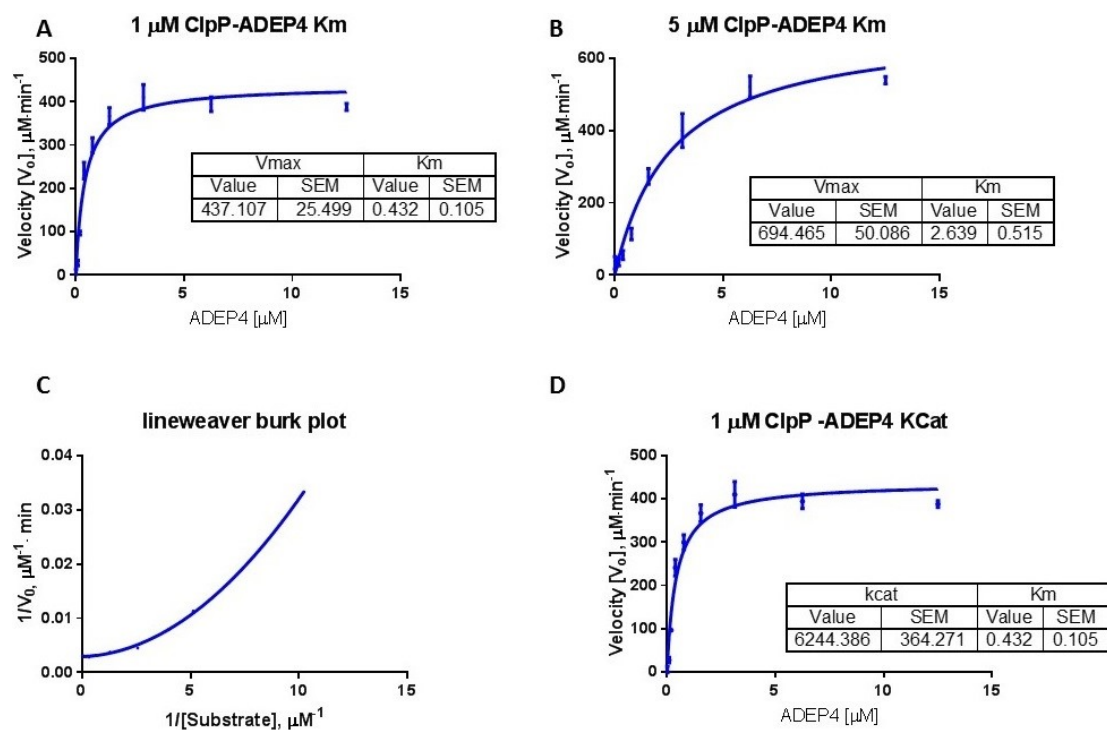 A
1 µM ClpP-ADEP4 Km
Velocity [Vo], µM·min-1
500
400
300
200
100
0
0 5 10 15
ADEP4 [µM]
Vmax Km
Value SEM Value SEM
437.107 25.499 0.432 0.105
B
5 µM ClpP-ADEP4 Km
Velocity [Vo], µM·min-1
600
400
200
0
0 5 10 15
ADEP4 [µM]
Vmax Km
Value SEM Value SEM
694.465 50.086 2.639 0.515
C
lineweaver burk plot
1/V0, µM-1· min
0.04
0.03
0.02
0.01
0.00
0 5 10 15
1/[Substrate], µM-1
D
1 µM ClpP -ADEP4 KCat
Velocity [Vo], µM·min-1
500
400
300
200
100
0
0 5 10 15
ADEP4 [µM]
kcat Km
Value SEM Value SEM
6244.386 364.271 0.432 0.105